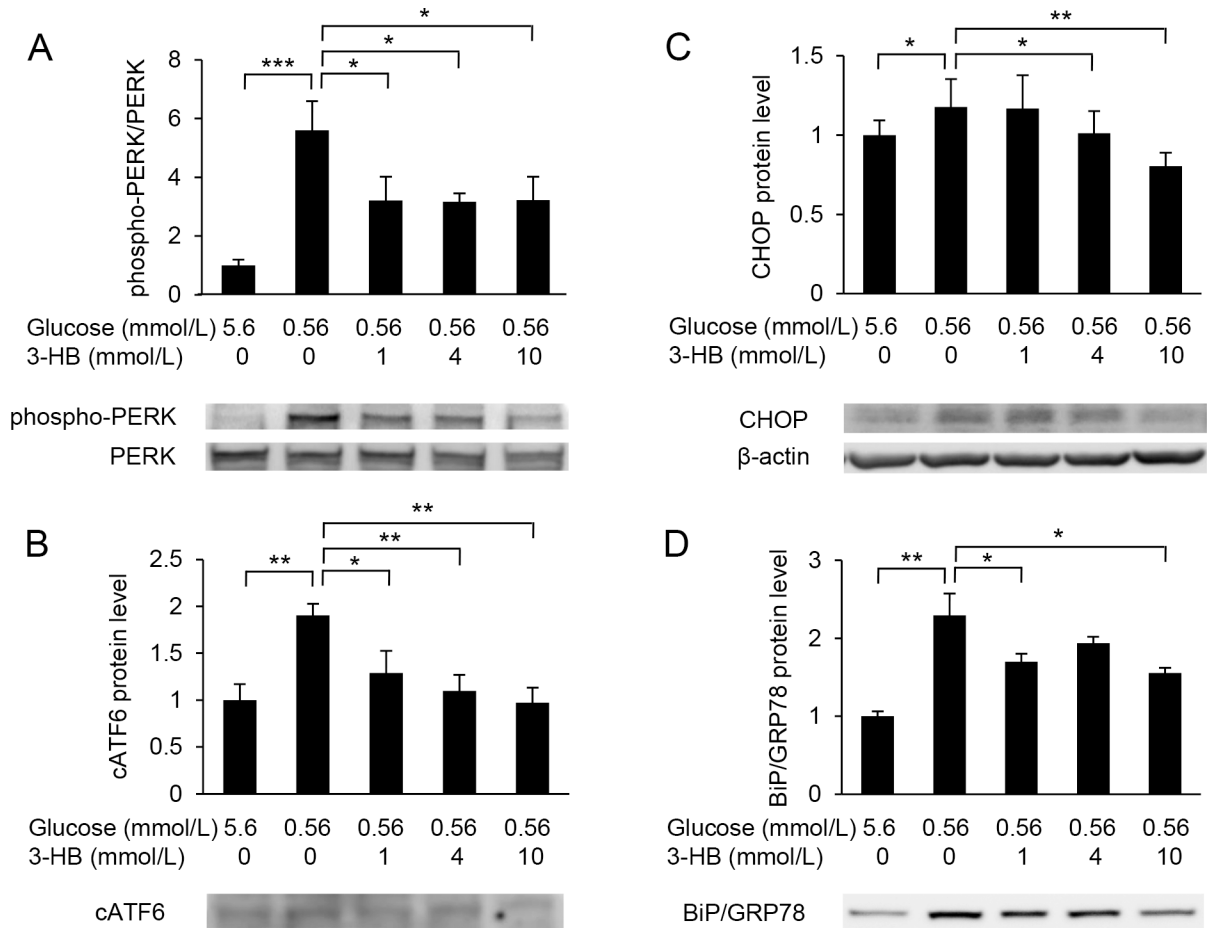 A
phospho-PERK/PERK
8
6
4
2
0
***
*
*
*
Glucose (mmol/L) 5.6 0.56 0.56 0.56 0.56
3-HB (mmol/L) 0 0 1 4 10
phospho-PERK
PERK
B
cATF6 protein level
2.5
2
1.5
1
0.5
0
**
*
**
**
Glucose (mmol/L) 5.6 0.56 0.56 0.56 0.56
3-HB (mmol/L) 0 0 1 4 10
cATF6
C
CHOP protein level
1.5
1
0.5
0
*
*
**
Glucose (mmol/L) 5.6 0.56 0.56 0.56 0.56
3-HB (mmol/L) 0 0 1 4 10
CHOP
β-actin
D
BiP/GRP78 protein level
3
2
1
0
**
*
*
Glucose (mmol/L) 5.6 0.56 0.56 0.56 0.56
3-HB (mmol/L) 0 0 1 4 10
BiP/GRP78